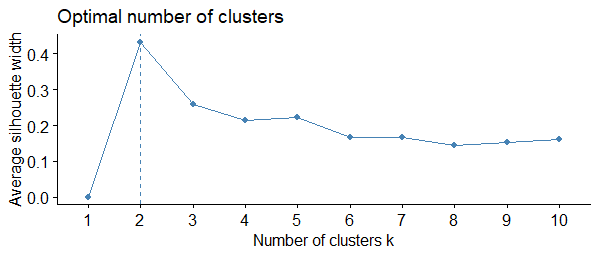 Optimal number of clusters
Average silhouette width
0.4
0.3
0.2
0.1
0.0
1 2 3 4 5 6 7 8 9 10
Number of clusters k